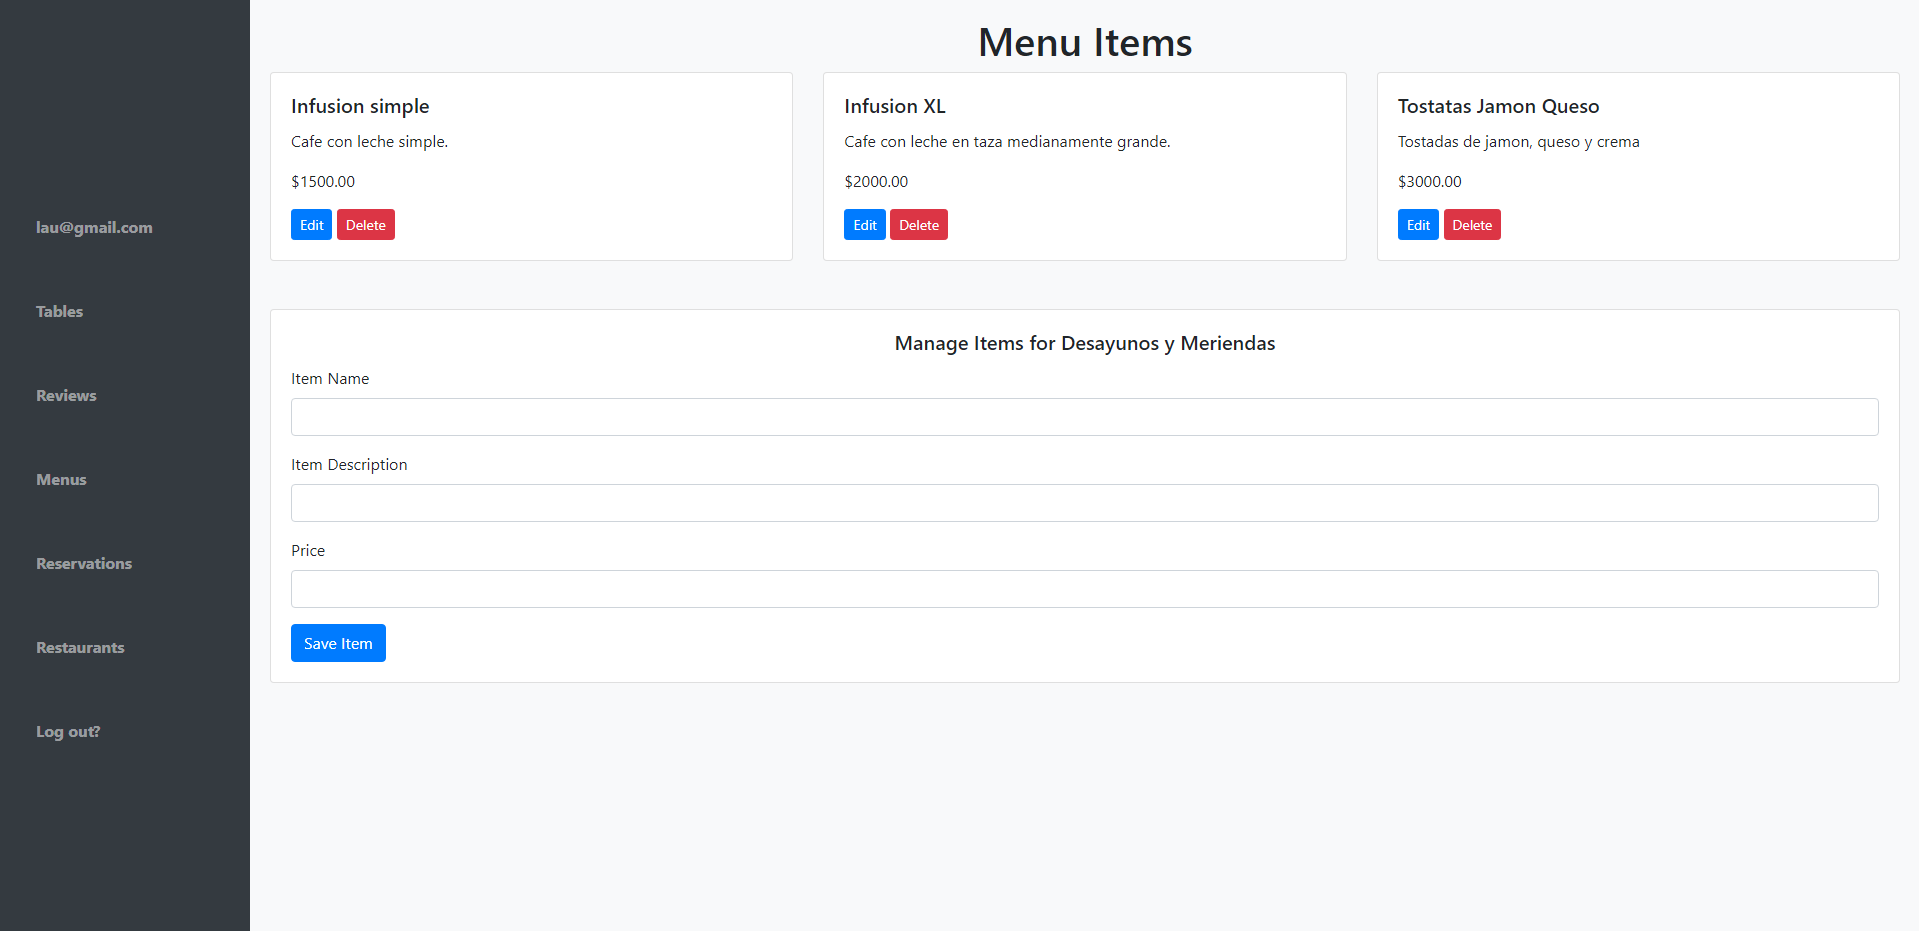 lau@gmail.com
Tables
Reviews
Menus
Reservations
Restaurants
Log out?
Menu Items
Infusion simple
Cafe con leche simple.
$1500.00
Edit Delete
Infusion XL
Cafe con leche en taza medianamente grande.
$2000.00
Edit Delete
Tostatas Jamon Queso
Tostadas de jamon, queso y crema
$3000.00
Edit Delete
Manage Items for Desayunos y Meriendas
Item Name
Item Description
Price
Save Item